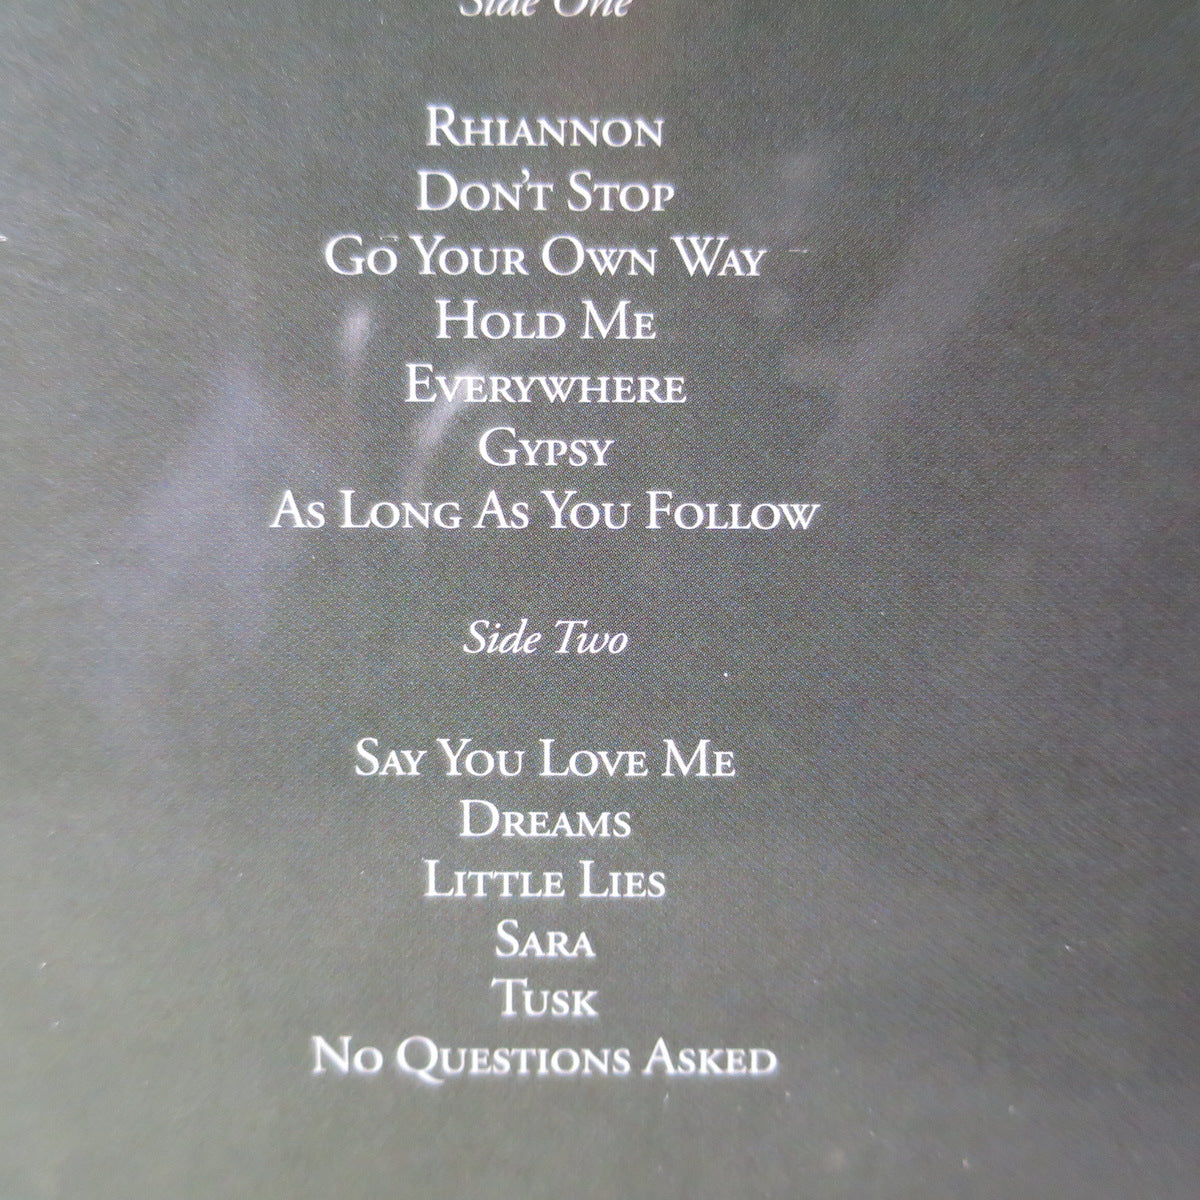 Side One
Rhiannon
Don't Stop
Go Your Own Way
Hold Me
Everywhere
Gypsy
As Long As You Follow
Side Two
Say You Love Me
Dreams
Little Lies
Sara
Tusk
No Questions Asked